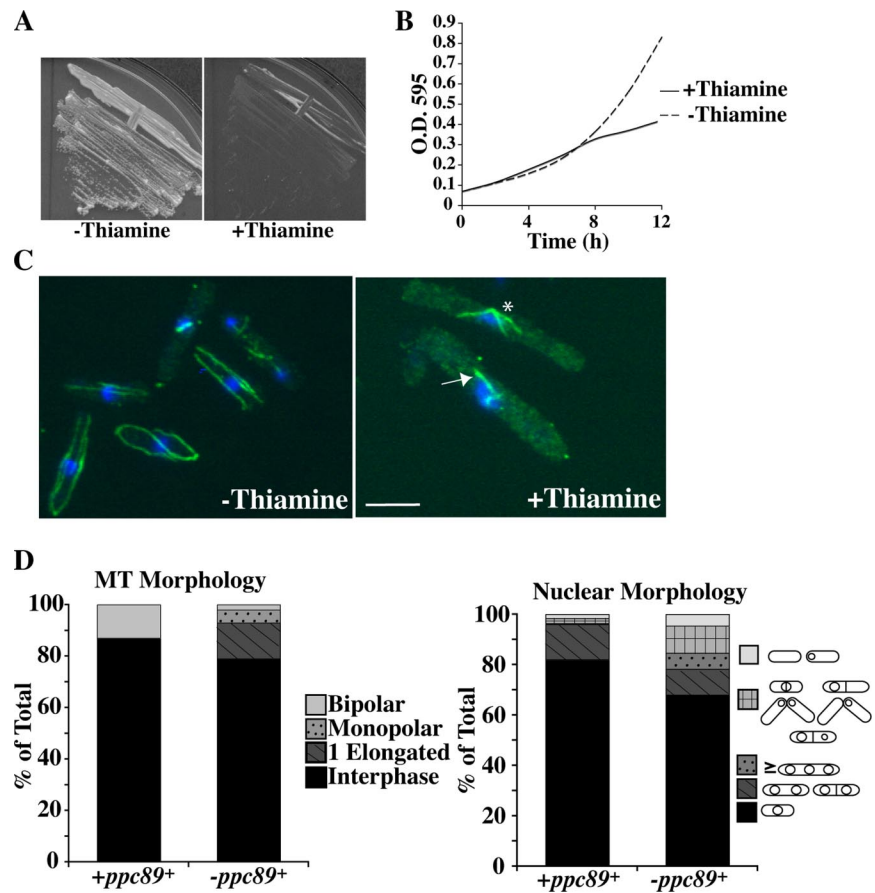 A
-Thiamine
+Thiamine
B
O.D. 595
0.9
0.8
0.7
0.6
0.5
0.4
0.3
0.2
0.1
0
0
4
8
12
Time (h)
+Thiamine
-Thiamine
C
-Thiamine
*
+Thiamine
D
MT Morphology
% of Total
100
80
60
40
20
0
+ppc89+
-ppc89+
Bipolar
Monopolar
1 Elongated
Interphase
Nuclear Morphology
% of Total
100
80
60
40
20
0
+ppc89+
-ppc89+
≥